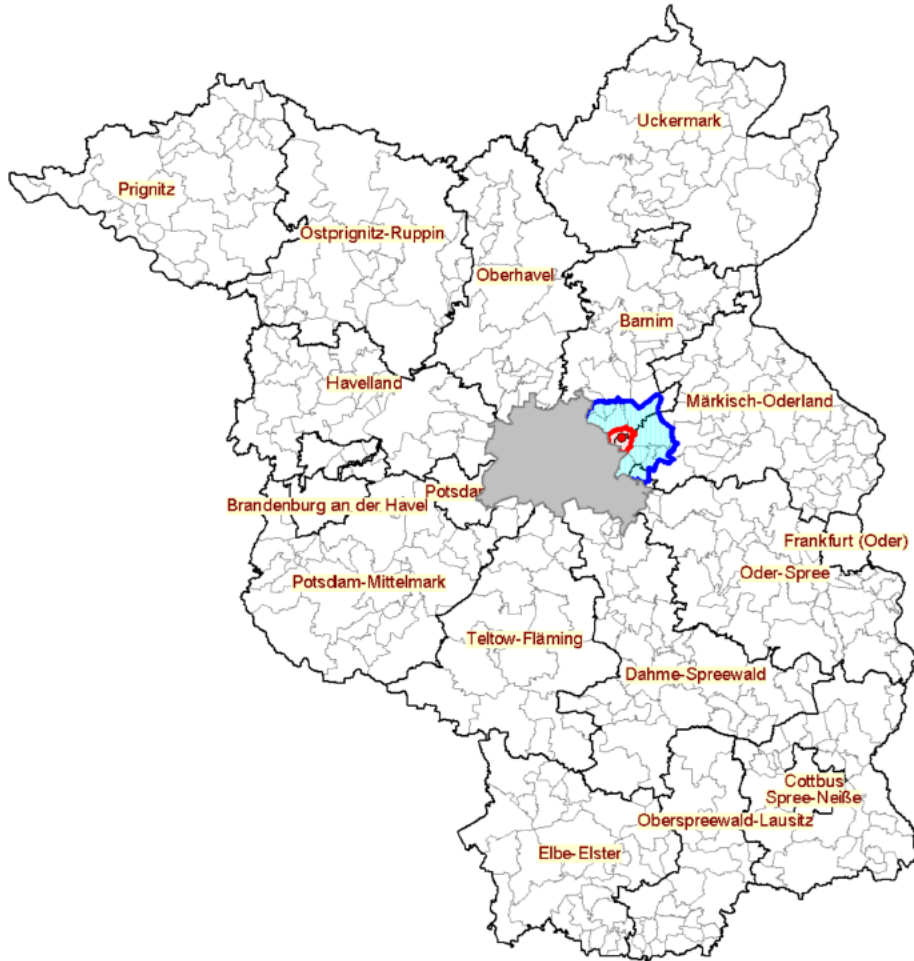 Uckermark
Prignitz
Ostprignitz-Ruppin
Oberhavel
Barnim
Havelland
Märkisch-Oderland
Potsda
Brandenburg an der Havel
Frankfurt (Oder)
Oder-Spree
Potsdam-Mittelmark
Teltow-Fläming
Dahme-Spreewald
Cottbus
Spree-Neiße
Oberspreewald-Lausitz
Elbe-Elster